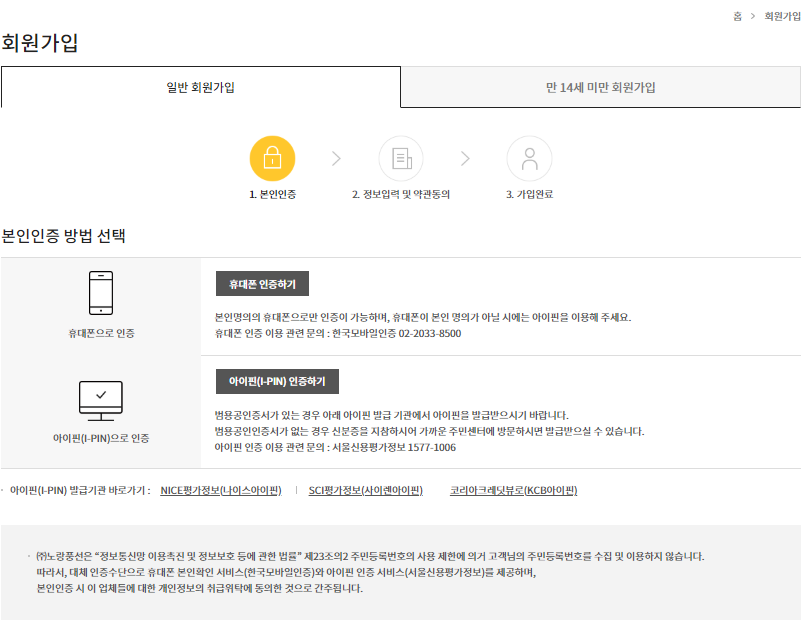 홈 > 회원가입
회원가입
일반 회원가입
만 14세 미만 회원가입
1. 본인인증
2. 정보입력 및 약관동의
3. 가입완료
본인인증 방법 선택
휴대폰으로 인증
휴대폰 인증하기
본인명의의 휴대폰으로만 인증이 가능하며, 휴대폰이 본인 명의가 아닐 시에는 아이핀을 이용해 주세요.
휴대폰 인증 이용 관련 문의 : 한국모바일인증 02-2033-8500
아이핀(I-PIN)으로 인증
아이핀(I-PIN) 인증하기
범용공인인증서가 있는 경우 아래 아이핀 발급 기관에서 아이핀을 발급받으시기 바랍니다.
범용공인인증서가 없는 경우 신분증을 지참하시어 가까운 주민센터에 방문하시면 발급받으실 수 있습니다.
아이핀 인증 이용 관련 문의 : 서울신용평가정보 1577-1006
· 아이핀(I-PIN) 발급기관 바로가기 : NICE평가정보(나이스아이핀) | SCI평가정보(사이렌아이핀) 코리아크레딧뷰로(KCB아이핀)
· ㈜노랑풍선은 “정보통신망 이용촉진 및 정보보호 등에 관한 법률” 제23조의2 주민등록번호의 사용 제한에 의거 고객님의 주민등록번호를 수집 및 이용하지 않습니다.
따라서, 대체 인증수단으로 휴대폰 본인확인 서비스(한국모바일인증)와 아이핀 인증 서비스(서울신용평가정보)를 제공하며,
본인인증 시 이 업체들에 대한 개인정보의 취급위탁에 동의한 것으로 간주됩니다.